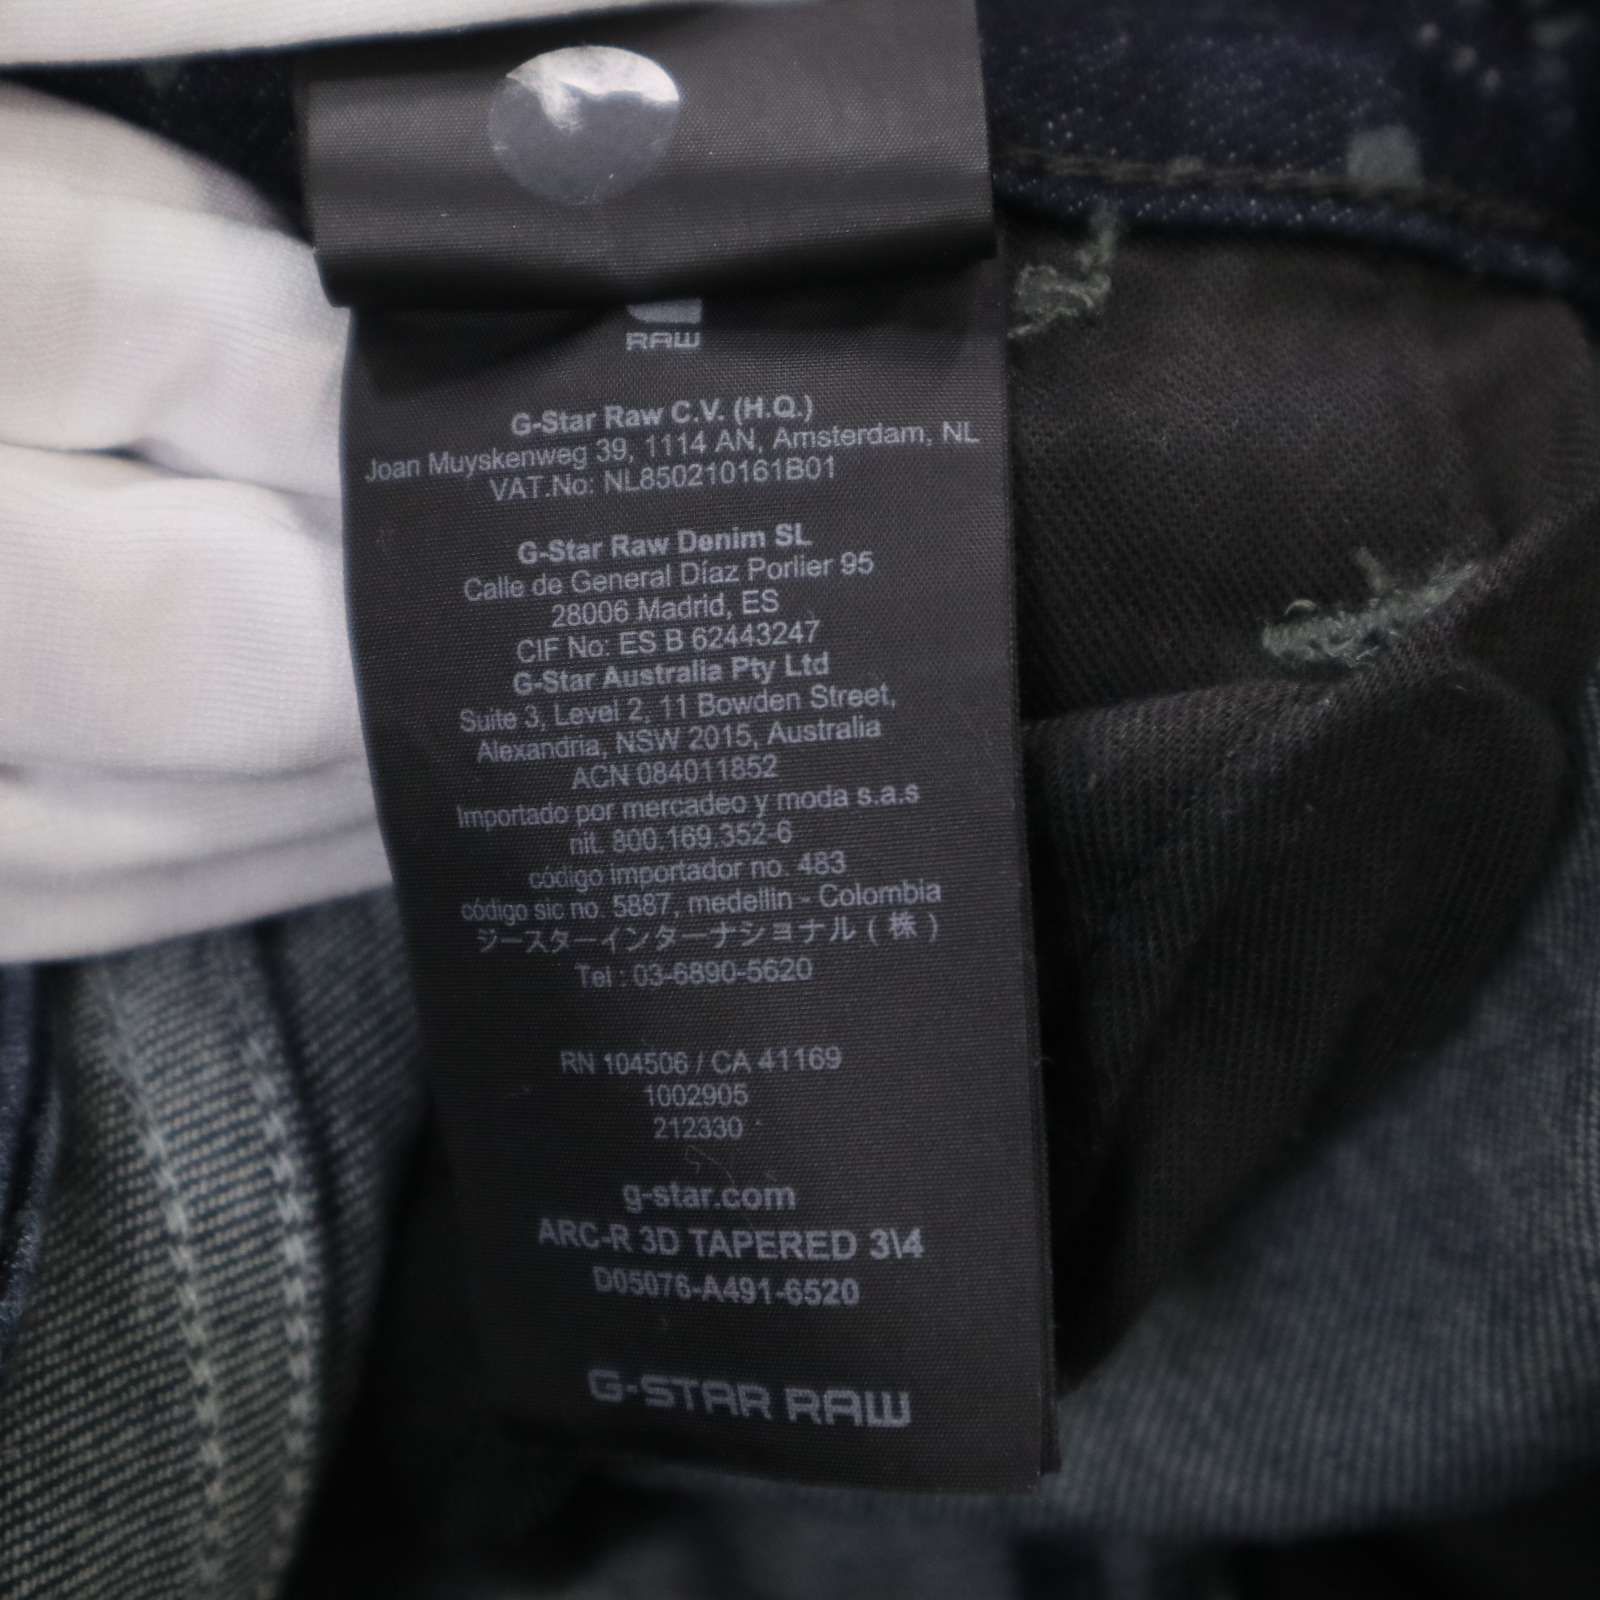 RAW
G-Star Raw C.V. (H.Q.)
Joan Muyskenweg 39, 1114 AN, Amsterdam, NL
VAT.No: NL850210161B01
G-Star Raw Denim SL
Calle de General Díaz Porlier 95
28006 Madrid, ES
CIF No: ES B 62443247
G-Star Australia Pty Ltd
Suite 3, Level 2, 11 Bowden Street,
Alexandria, NSW 2015, Australia
ACN 084011852
Importado por mercadeo y moda s.a.s
nit. 800.169.352-6
código importador no. 483
código sic no. 5887, medellin - Colombia
ジースターインターナショナル(株)
Tel : 03-6890-5620
RN 104506 / CA 41169
1002905
212330
g-star.com
ARC-R 3D TAPERED 3\4
D05076-A491-6520
G-STAR RAW